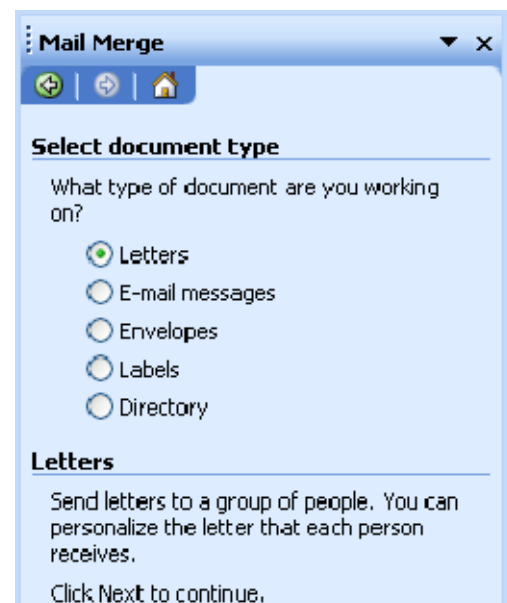 Mail Merge
Select document type
What type of document are you working
on?
Letters
E-mail messages
Envelopes
Labels
Directory
Letters
Send letters to a group of people. You can
personalize the letter that each person
receives.
Click Next to continue.